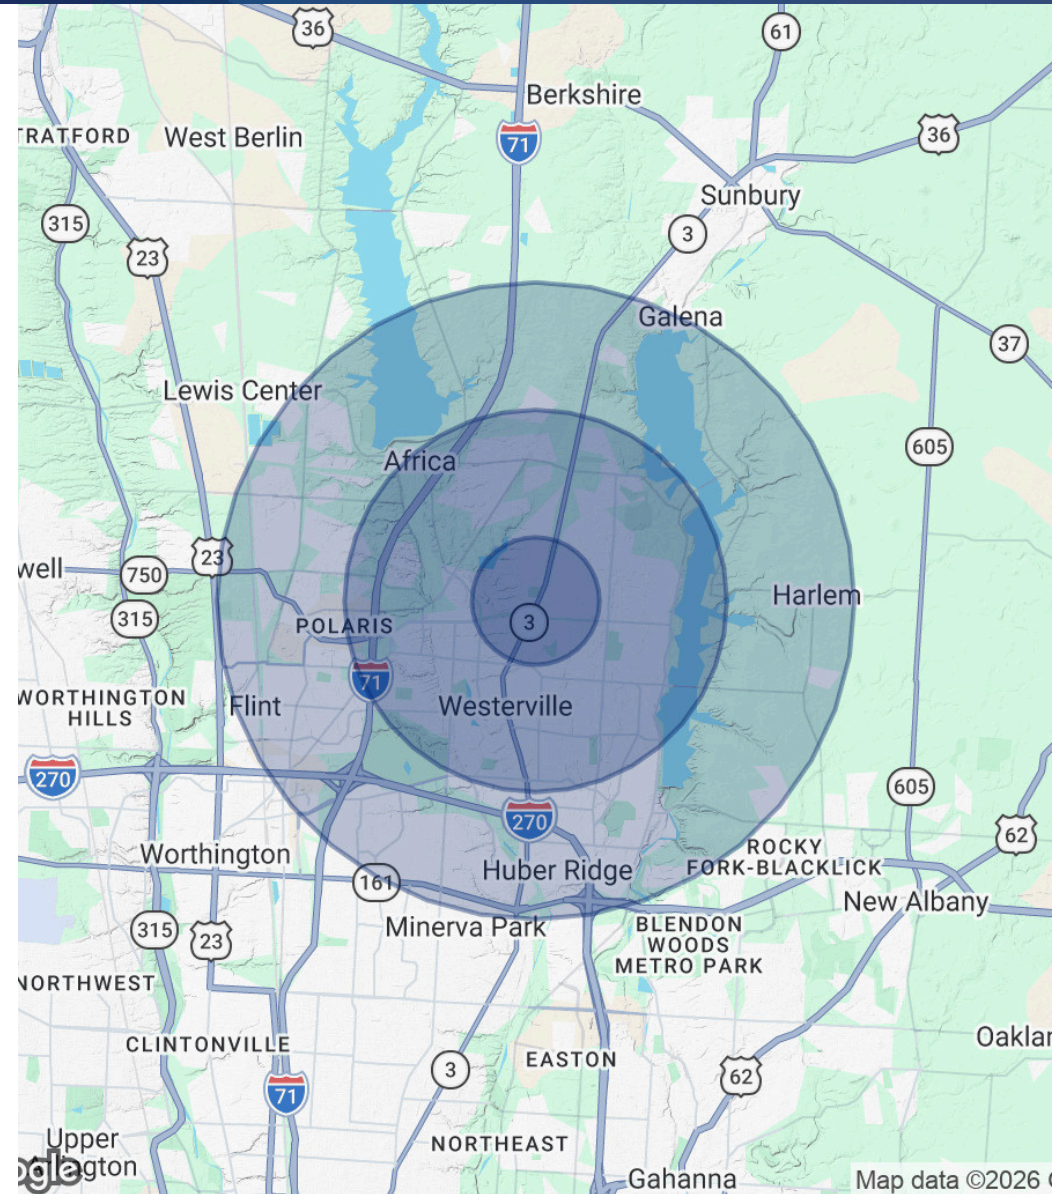 36
61
Berkshire
TRATFORD
West Berlin
71
36
Sunbury
315
3
23
Galena
37
Lewis Center
605
Africa
23
well
750
Harlem
315
3
POLARIS
71
WORTHINGTON
HILLS
Flint
Westerville
270
605
270
62
Worthington
ROCKY
FORK-BLACKLICK
Huber Ridge
161
New Albany
315
23
Minerva Park
BLENDON
WOODS
METRO PARK
NORTHWEST
CLINTONVILLE
Oaklar
EASTON
3
62
71
Upper
Arlington
NORTHEAST
ogle
Gahanna
Map data ©2026